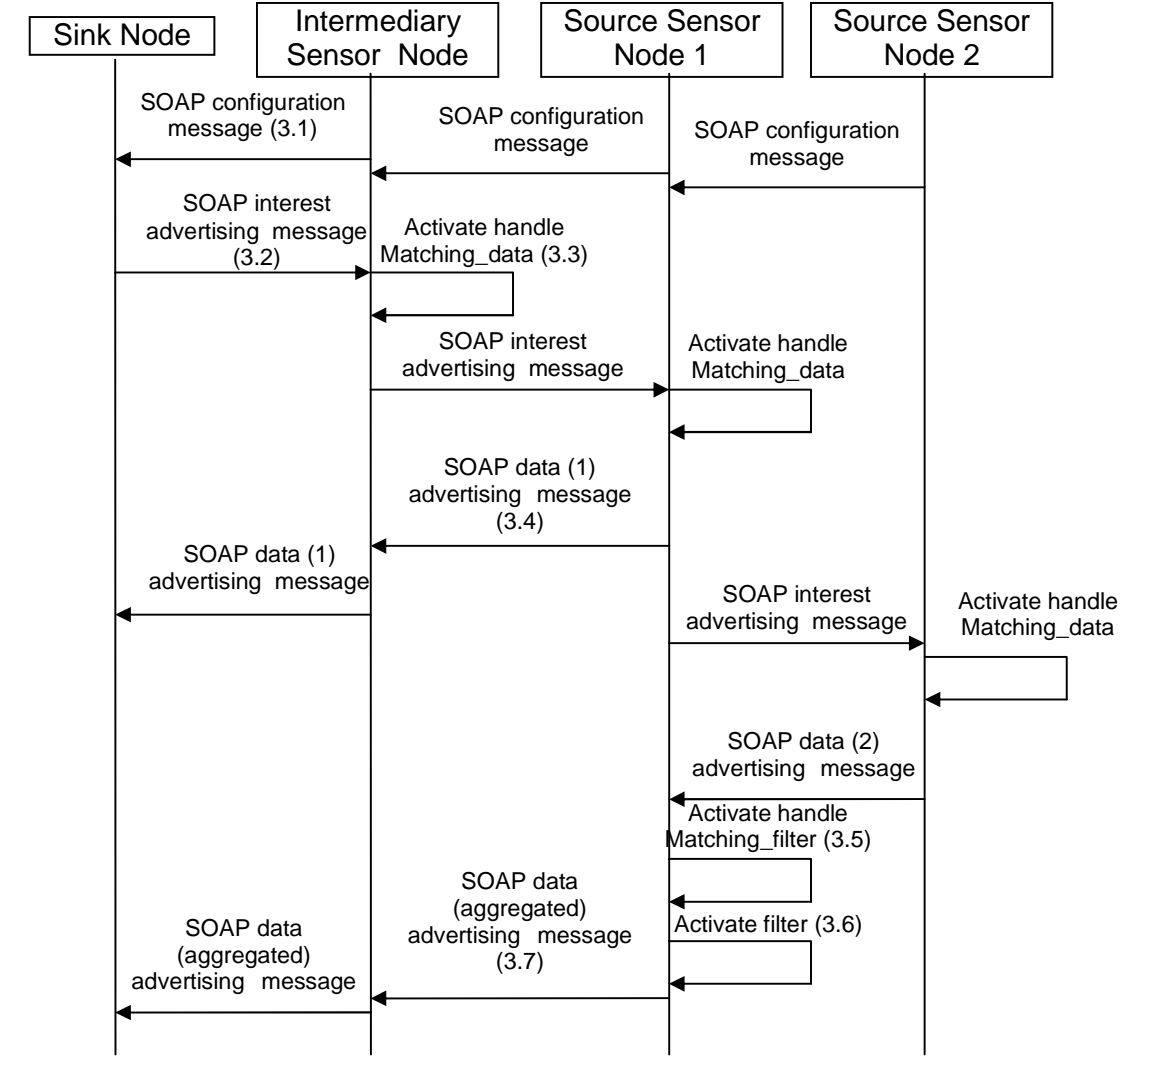 Sink Node
Intermediary
Sensor Node
Source Sensor
Node 1
Source Sensor
Node 2
SOAP configuration
message (3.1)
SOAP configuration
message
SOAP configuration
message
SOAP interest
advertising message
(3.2)
Activate handle
Matching_data (3.3)
SOAP interest
advertising message
Activate handle
Matching_data
SOAP data (1)
advertising message
(3.4)
SOAP data (1)
advertising message
SOAP interest
advertising message
Activate handle
Matching_data
SOAP data (2)
advertising message
Activate handle
Matching_filter (3.5)
SOAP data
(aggregated)
advertising message
(3.7)
Activate filter (3.6)
SOAP data
(aggregated)
advertising message